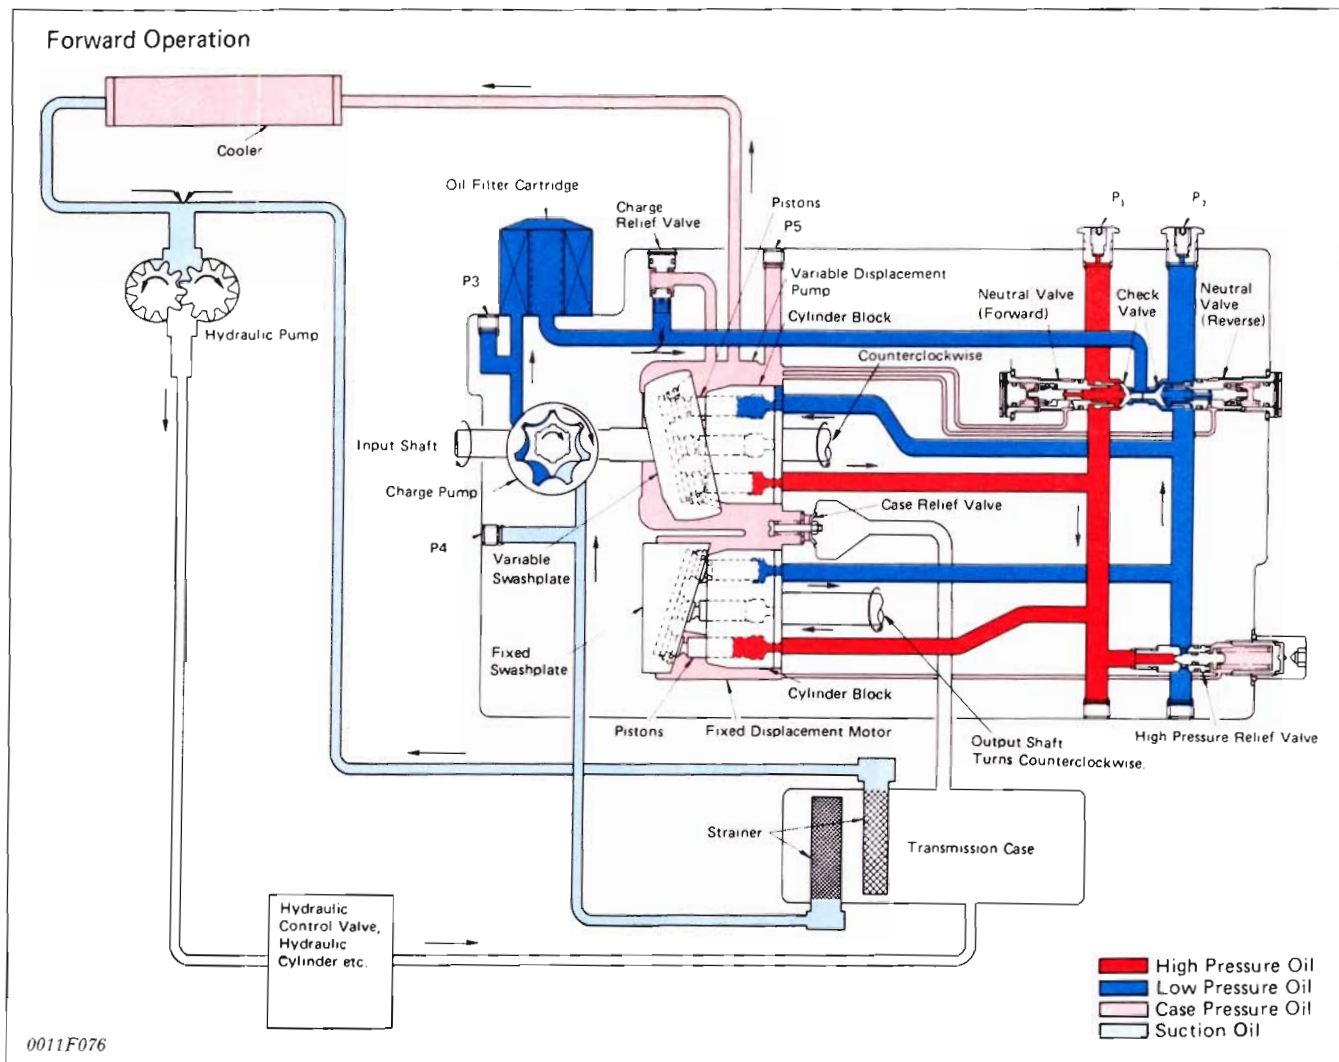 Forward Operation
Cooler
Oil Filter Cartridge
Charge
Relief Valve
Pistons
P5
P1
P2
P3
Variable Displacement
Pump
Neutral Valve
(Forward)
Check
Valve
Neutral
Valve
(Reverse)
Hydraulic Pump
Cylinder Block
Counterclockwise
Input Shaft
Charge Pump
Case Relief Valve
P4
Variable
Swashplate
Fixed
Swashplate
Cylinder Block
Pistons
Fixed Displacement Motor
Output Shaft
Turns Counterclockwise.
High Pressure Relief Valve
Strainer
Transmission Case
Hydraulic
Control Valve,
Hydraulic
Cylinder etc.
High Pressure Oil
Low Pressure Oil
Case Pressure Oil
Suction Oil
0011F076